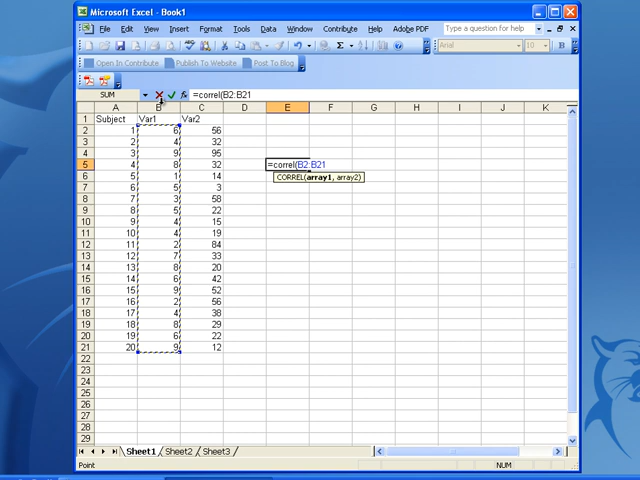 Microsoft Excel - Book1
File Edit View Insert Format Tools Data Window Contribute Help Adobe PDF Type a question for help
Σ Arial 10 B
Open In Contribute Publish To Website Post To Blog
SUM fx =correl(B2:B21
A B C D E F G H I J K
1 Subject Var1 Var2
2 1 6 56
3 2 4 32
4 3 9 95
5 4 8 32 =correl(B2:B21
6 5 1 14 CORREL(array1, array2)
7 6 5 3
8 7 3 58
9 8 5 22
10 9 4 15
11 10 4 19
12 11 2 84
13 12 7 33
14 13 8 20
15 14 6 42
16 15 9 52
17 16 2 56
18 17 4 38
19 18 8 29
20 19 6 22
21 20 9 12
22
23
24
25
26
27
28
29
Sheet1 Sheet2 Sheet3
Point NUM